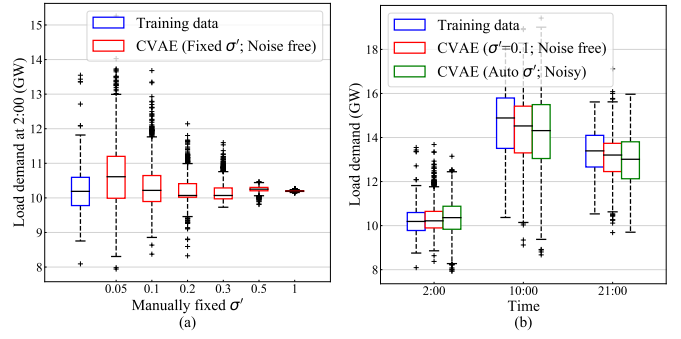 15
14
13
12
11
10
9
8
Load demand at 2:00 (GW)
Training data
CVAE (Fixed σ′; Noise free)
0.05 0.1 0.2 0.3 0.5 1
Manually fixed σ′
(a)
18
16
14
12
10
8
Load demand (GW)
Training data
CVAE (σ′=0.1; Noise free)
CVAE (Auto σ′; Noisy)
2:00 10:00 21:00
Time
(b)